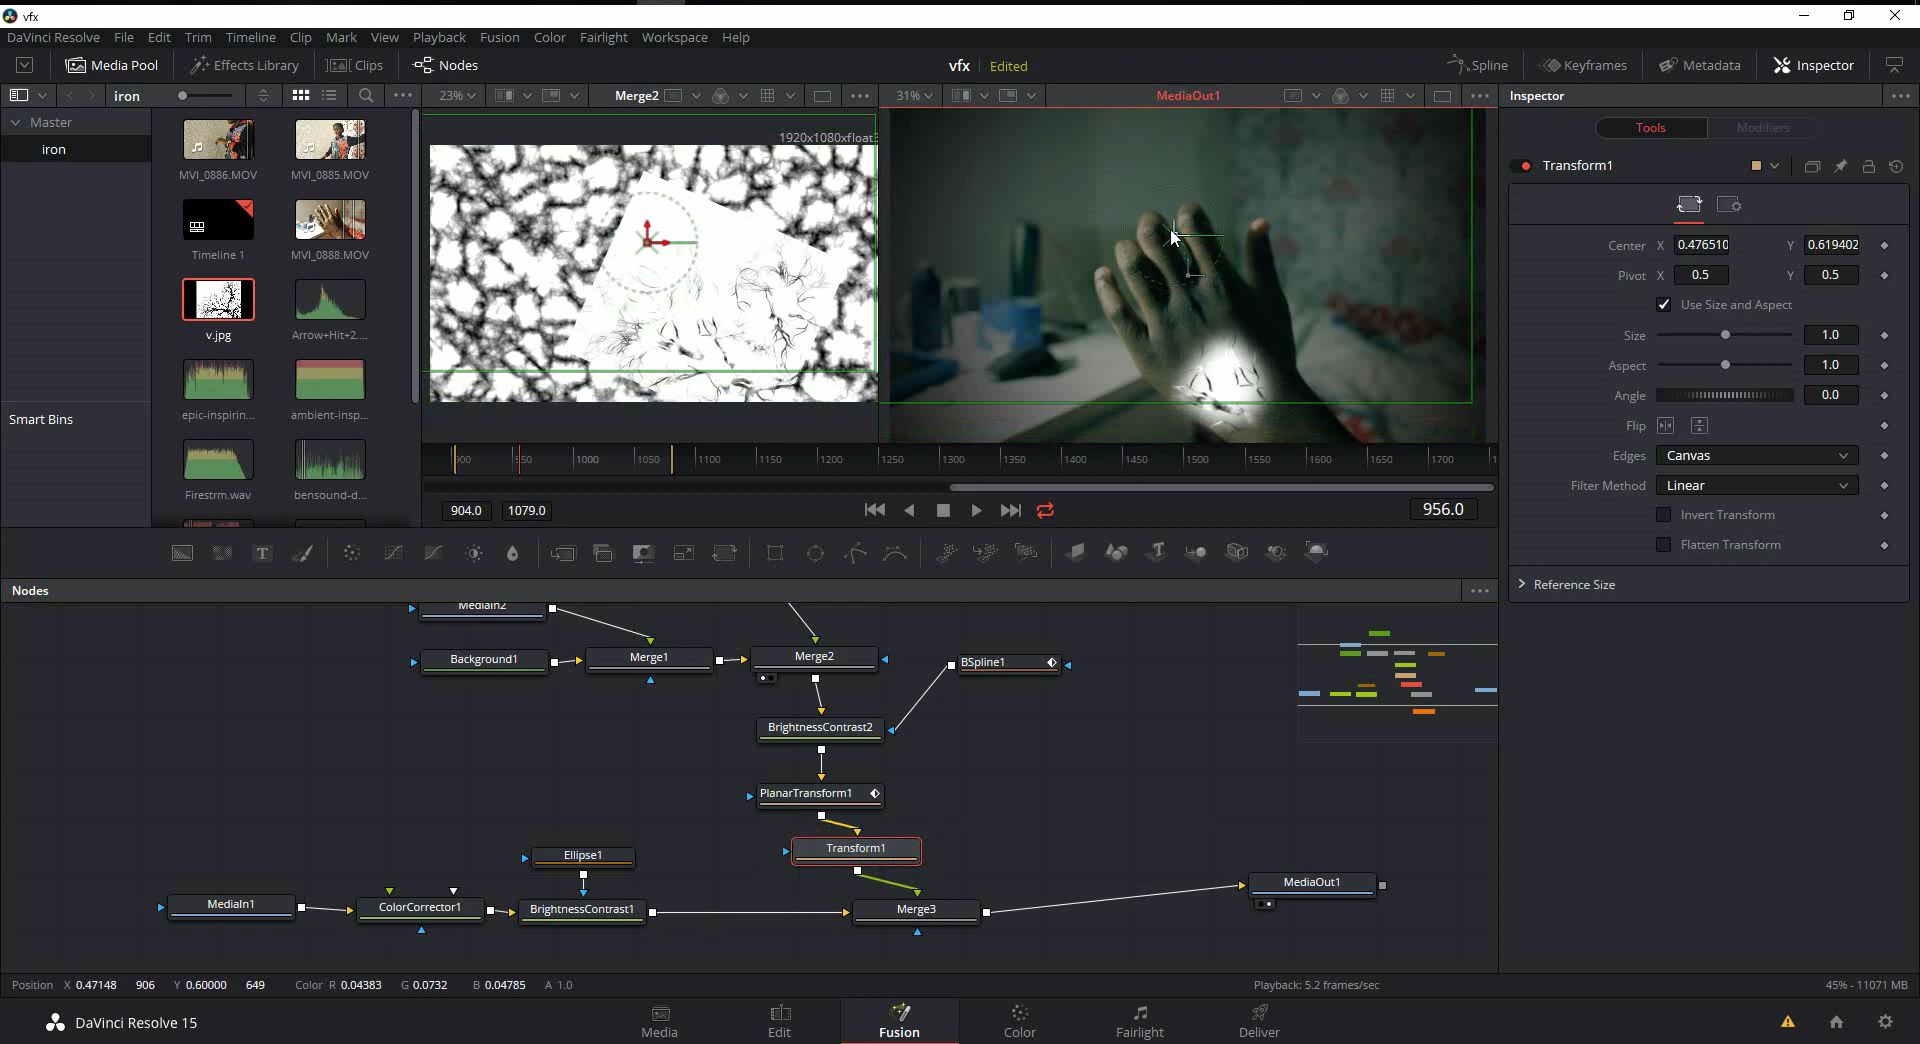 vfx
DaVinci Resolve File Edit Trim Timeline Clip Mark View Playback Fusion Color Fairlight Workspace Help
Media Pool Effects Library Clips Nodes vfx Edited Spline Keyframes Metadata Inspector
iron 23% Merge2 31% MediaOut1 Inspector
Master
iron
MVI_0886.MOV MVI_0885.MOV
Timeline 1 MVI_0888.MOV
v.jpg Arrow+Hit+2....
epic-inspirin... ambient-insp...
Firestrm.wav bensound-d...
Smart Bins
1920x1080xfloat
Tools Modifiers
Transform1
Center X 0.476510 Y 0.619402
Pivot X 0.5 Y 0.5
Use Size and Aspect
Size 1.0
Aspect 1.0
Angle 0.0
Flip
Edges Canvas
Filter Method Linear
Invert Transform
Flatten Transform
Reference Size
1000 1050 1100 1150 1200 1250 1300 1350 1400 1450 1500 1550 1600 1650 1700
904.0 1079.0 956.0
Nodes
MediaIn2
Background1 Merge1 Merge2 BSpline1
BrightnessContrast2
PlanarTransform1
Transform1
Ellipse1
MediaIn1 ColorCorrector1 BrightnessContrast1 Merge3 MediaOut1
Position X 0.47148 906 Y 0.60000 649 Color R 0.04383 G 0.0732 B 0.04785 A 1.0 Playback: 5.2 frames/sec 45% - 11071 MB
DaVinci Resolve 15 Media Edit Fusion Color Fairlight Deliver